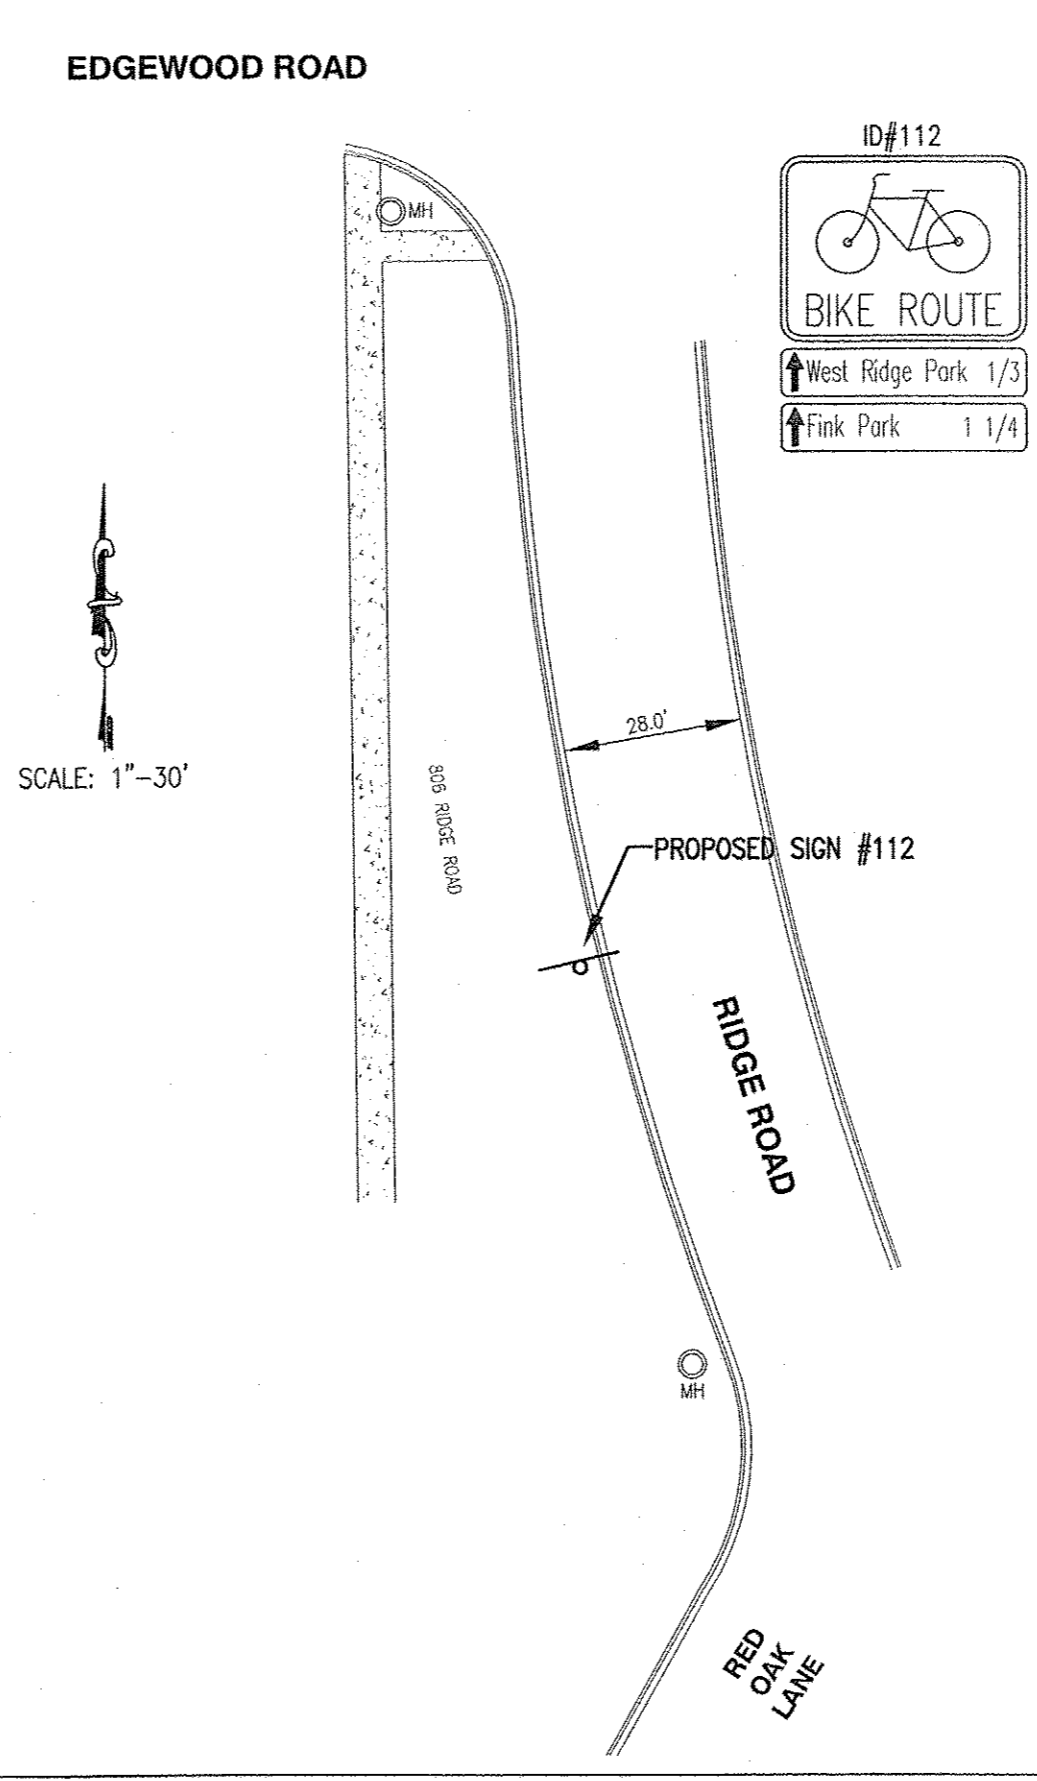 EDGEWOOD ROAD
ID#112
BIKE ROUTE
West Ridge Park 1/3
Fink Park 1 1/4
MH
SCALE: 1"-30'
28.0'
806 RIDGE ROAD
PROPOSED SIGN #112
RIDGE ROAD
MH
RED
OAK
LANE